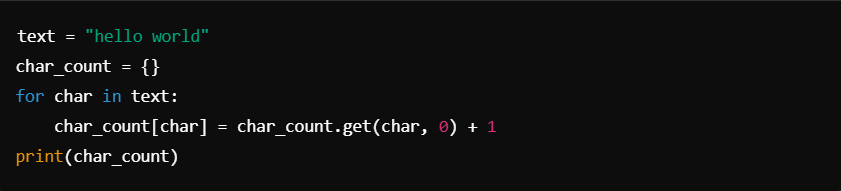 text = "hello world"
char_count = {}
for char in text:
    char_count[char] = char_count.get(char, 0) + 1
print(char_count)